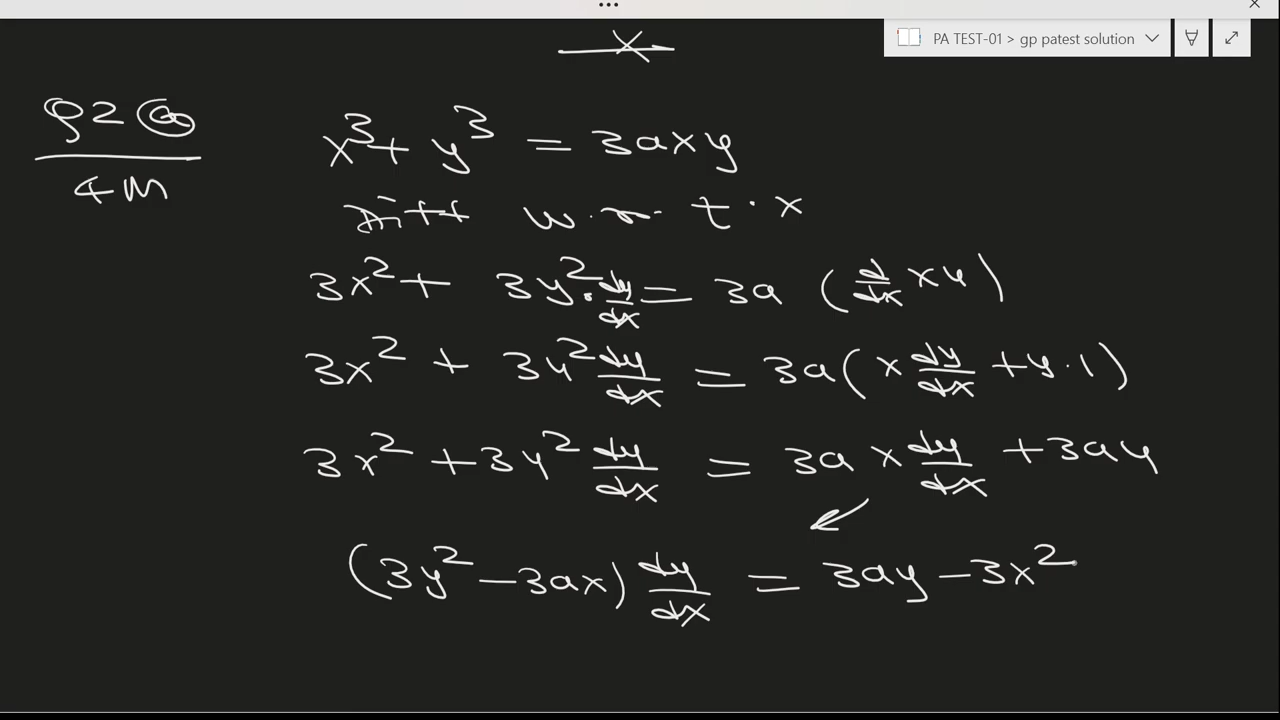 PA TEST-01 > gp patest solution
Q2 ⓐ
4M
x³ + y³ = 3axy
Diff w.r.t.x
3x² + 3y²·dy/dx = 3a (d/dx xy)
3x² + 3y² dy/dx = 3a(x dy/dx + y·1)
3x² + 3y² dy/dx = 3a x dy/dx + 3ay
(3y² - 3ax) dy/dx = 3ay - 3x²